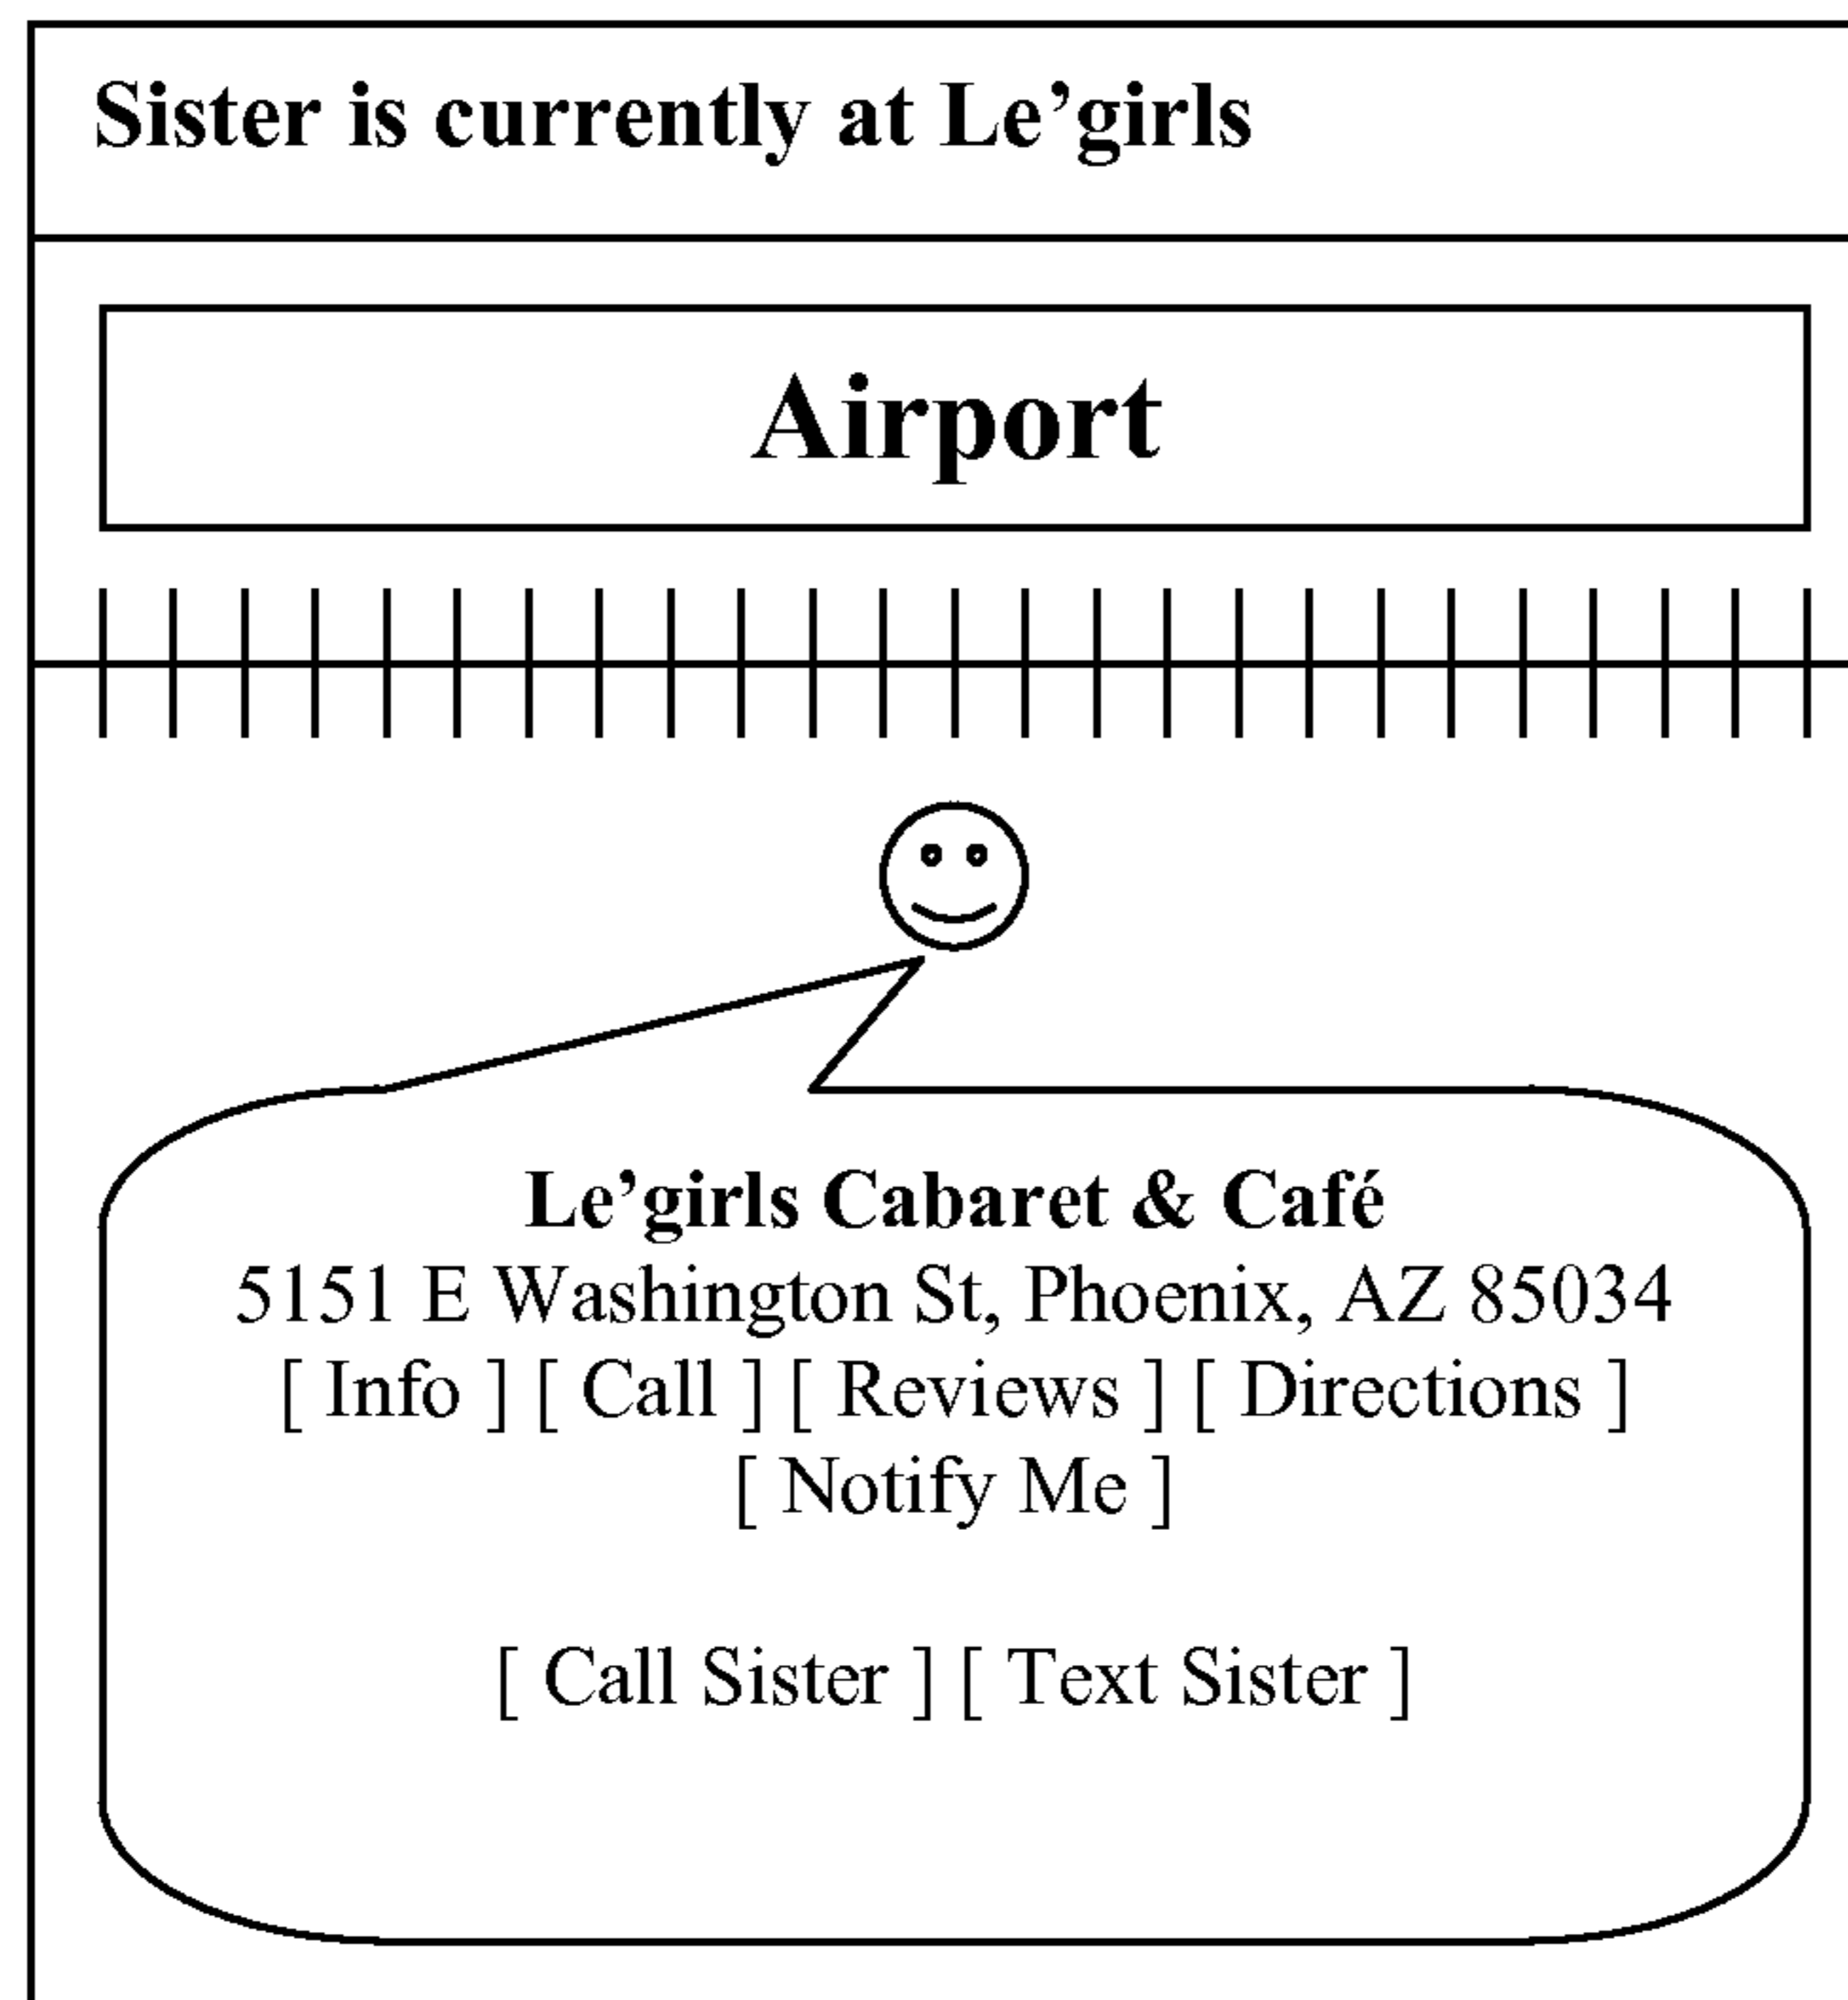 Sister is currently at Le’girls
Airport
Le’girls Cabaret & Café
5151 E Washington St, Phoenix, AZ 85034
[ Info ] [ Call ] [ Reviews ] [ Directions ]
[ Notify Me ]
[ Call Sister ] [ Text Sister ]